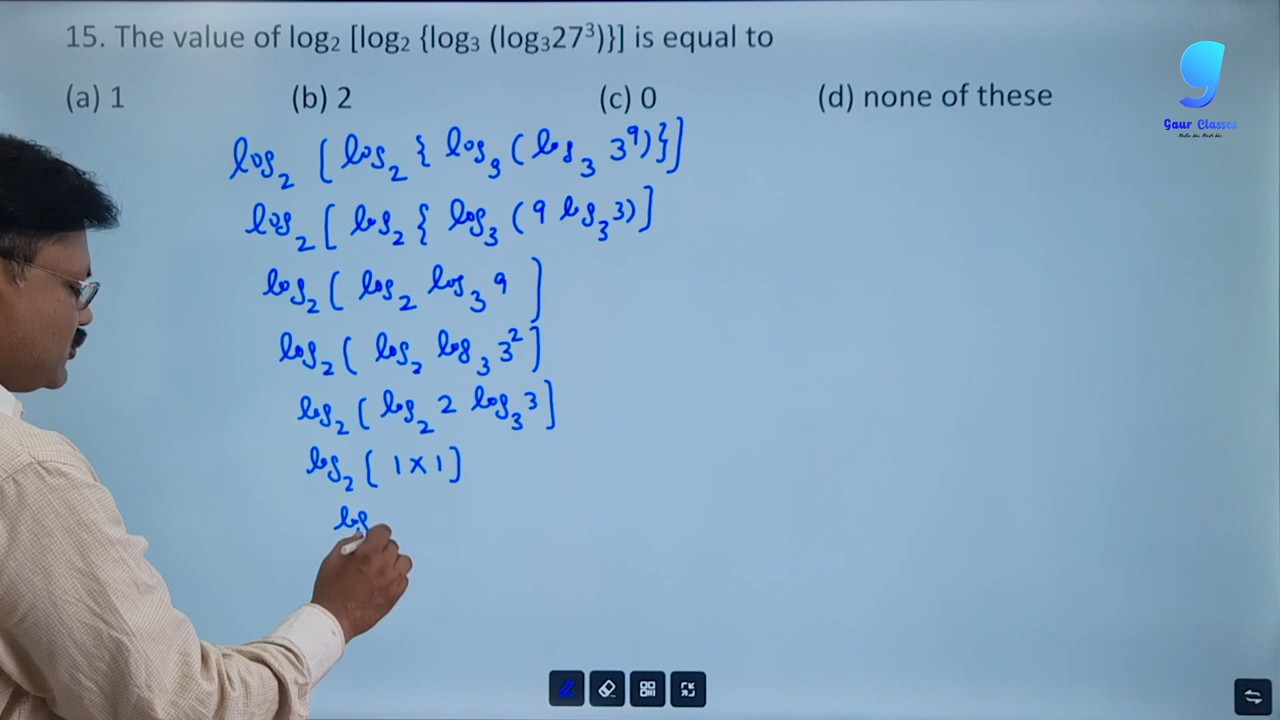 15. The value of log₂ [log₂ {log₃ (log₃27³)}] is equal to
(a) 1 (b) 2 (c) 0 (d) none of these
Gaur Classes
log₂ [log₂ { log₃ (log₃ 3⁹)}]
log₂ [ log₂ { log₃ (9 log₃3)]
log₂ ( log₂ log₃ 9 ]
log₂ ( log₂ log₃ 3²]
log₂ ( log₂ 2 log₃3]
log₂ [ 1×1]
log